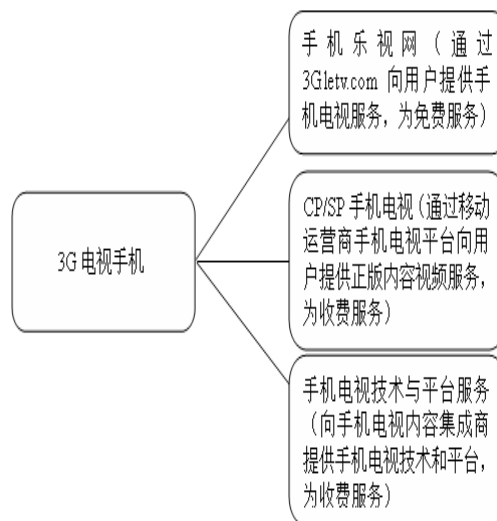 手机乐视网（通过
3Gletv.com 向用户提供手
机电视服务，为免费服务）
3G 电视手机
CP/SP 手机电视（通过移动
运营商手机电视平台向用
户提供正版内容视频服务，
为收费服务）
手机电视技术与平台服务
（向手机电视内容集成商
提供手机电视技术和平台，
为收费服务）